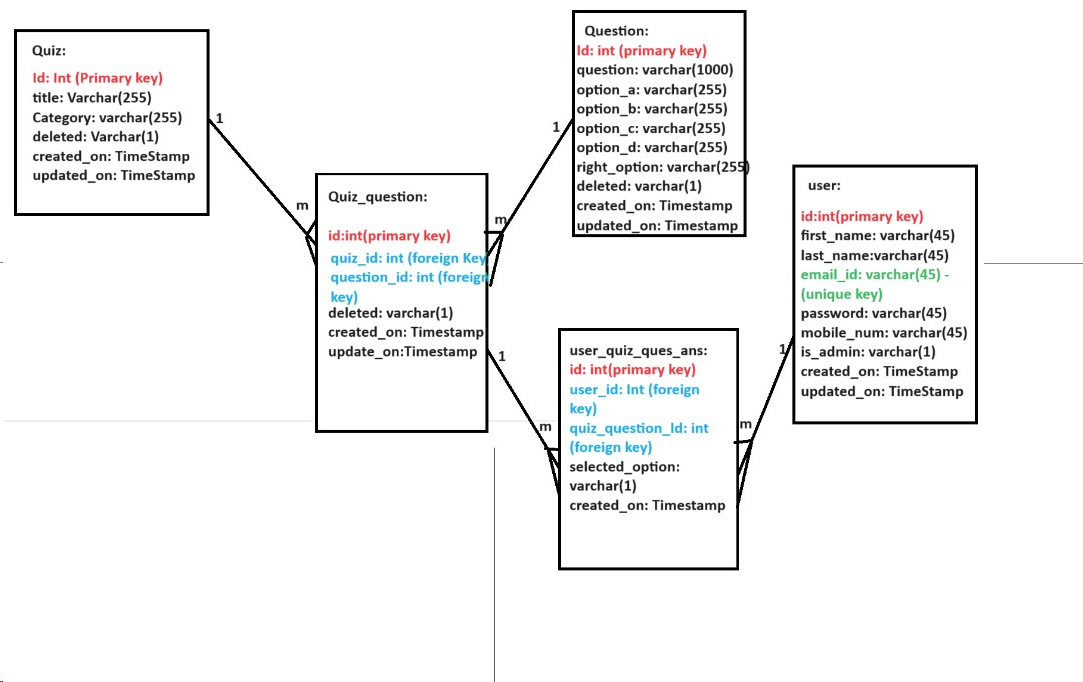 Quiz:
Id: Int (Primary key)
title: Varchar(255)
Category: varchar(255)
deleted: Varchar(1)
created_on: TimeStamp
updated_on: TimeStamp
1
m
Quiz_question:
id:int(primary key)
quiz_id: int (foreign Key
question_id: int (foreign
key)
deleted: varchar(1)
created_on: Timestamp
update_on:Timestamp
Question:
Id: int (primary key)
question: varchar(1000)
option_a: varchar(255)
option_b: varchar(255)
option_c: varchar(255)
option_d: varchar(255)
right_option: varchar(255)
deleted: varchar(1)
created_on: Timestamp
updated_on: Timestamp
1
m
1
m
user_quiz_ques_ans:
id: int(primary key)
user_id: Int (foreign
key)
quiz_question_Id: int
(foreign key)
selected_option:
varchar(1)
created_on: Timestamp
1
m
user:
id:int(primary key)
first_name: varchar(45)
last_name:varchar(45)
email_id: varchar(45) -
(unique key)
password: varchar(45)
mobile_num: varchar(45)
is_admin: varchar(1)
created_on: TimeStamp
updated_on: TimeStamp